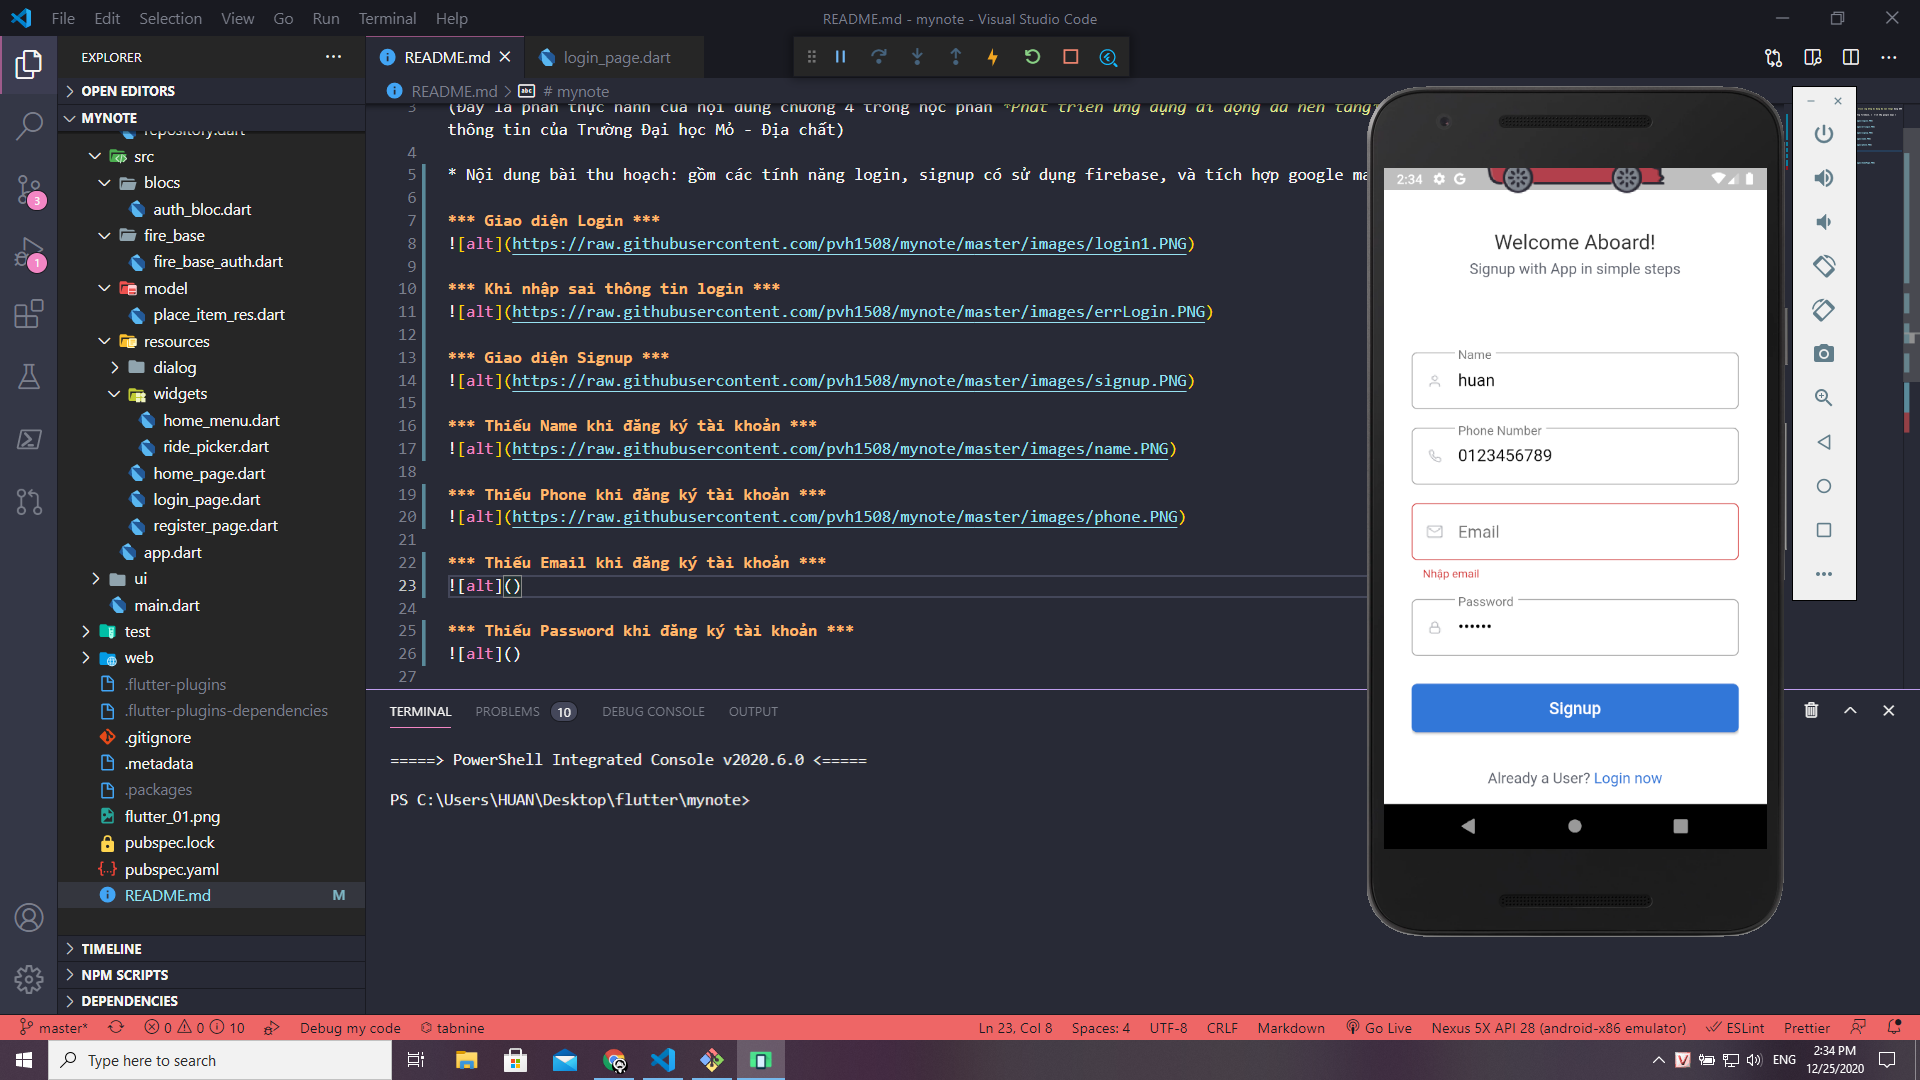 File Edit Selection View Go Run Terminal Help
README.md - mynote - Visual Studio Code
EXPLORER
OPEN EDITORS
MYNOTE
repository.dart
src
blocs
auth_bloc.dart
fire_base
fire_base_auth.dart
model
place_item_res.dart
resources
dialog
widgets
home_menu.dart
ride_picker.dart
home_page.dart
login_page.dart
register_page.dart
app.dart
ui
main.dart
test
web
.flutter-plugins
.flutter-plugins-dependencies
.gitignore
.metadata
.packages
flutter_01.png
pubspec.lock
pubspec.yaml
README.md M
TIMELINE
NPM SCRIPTS
DEPENDENCIES
3
1
README.md
login_page.dart
README.md > # mynote
3 (Đây là phần thực hành của nội dung chương 4 trong học phần *Phát triển ứng dụng di động đa nền tảng
thông tin của Trường Đại học Mỏ - Địa chất)
4
5 * Nội dung bài thu hoạch: gồm các tính năng login, signup có sử dụng firebase, và tích hợp google ma
6
7 *** Giao diện Login ***
8 ![alt](https://raw.githubusercontent.com/pvh1508/mynote/master/images/login1.PNG)
9
10 *** Khi nhập sai thông tin login ***
11 ![alt](https://raw.githubusercontent.com/pvh1508/mynote/master/images/errLogin.PNG)
12
13 *** Giao diện Signup ***
14 ![alt](https://raw.githubusercontent.com/pvh1508/mynote/master/images/signup.PNG)
15
16 *** Thiếu Name khi đăng ký tài khoản ***
17 ![alt](https://raw.githubusercontent.com/pvh1508/mynote/master/images/name.PNG)
18
19 *** Thiếu Phone khi đăng ký tài khoản ***
20 ![alt](https://raw.githubusercontent.com/pvh1508/mynote/master/images/phone.PNG)
21
22 *** Thiếu Email khi đăng ký tài khoản ***
23 ![alt]()
24
25 *** Thiếu Password khi đăng ký tài khoản ***
26 ![alt]()
27
TERMINAL PROBLEMS 10 DEBUG CONSOLE OUTPUT
=====> PowerShell Integrated Console v2020.6.0 <=====
PS C:\Users\HUAN\Desktop\flutter\mynote>
2:34
Welcome Aboard!
Signup with App in simple steps
Name
huan
Phone Number
0123456789
Email
Nhập email
Password
••••••
Signup
Already a User? Login now
master* 0 0 10 Debug my code tabnine
Ln 23, Col 8 Spaces: 4 UTF-8 CRLF Markdown Go Live Nexus 5X API 28 (android-x86 emulator) ESLint Prettier
Type here to search
ENG
2:34 PM
12/25/2020